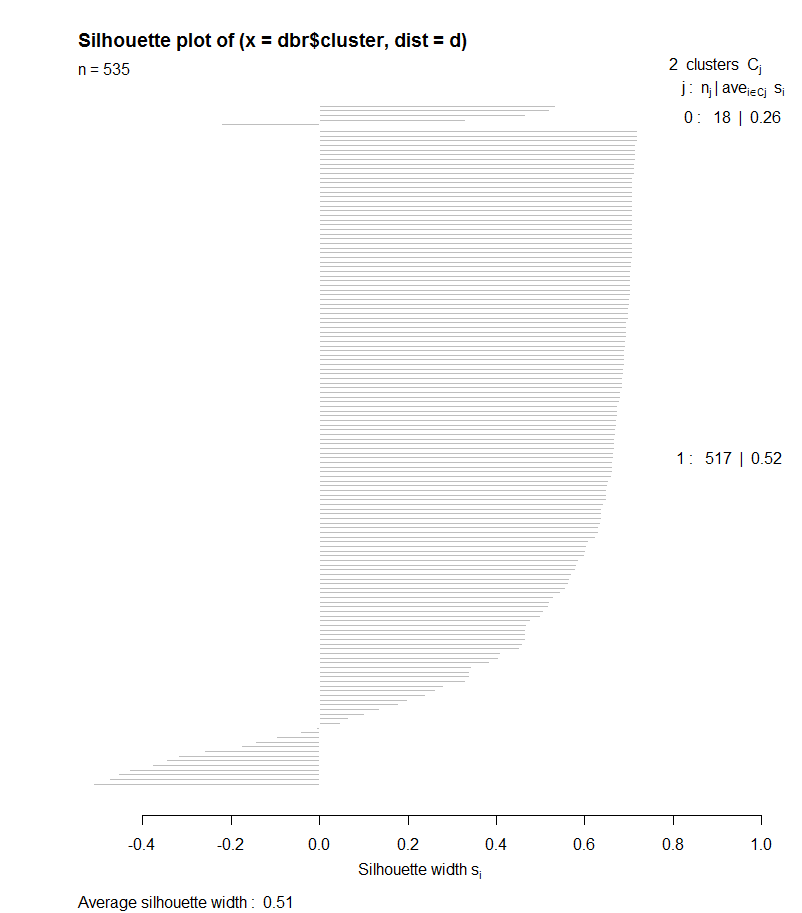 Silhouette plot of (x = dbr$cluster, dist = d)
n = 535
2 clusters Cj
j : nj | avei∈Cj si
0 : 18 | 0.26
1 : 517 | 0.52
-0.4 -0.2 0.0 0.2 0.4 0.6 0.8 1.0
Silhouette width si
Average silhouette width : 0.51